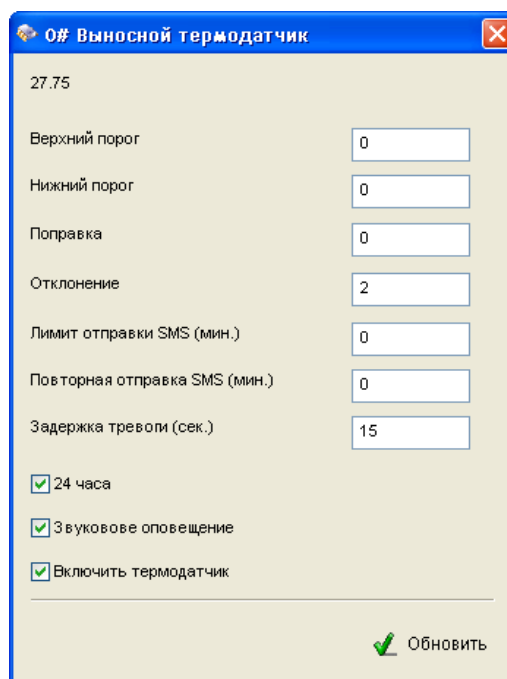 0# Выносной термодатчик
27.75
Верхний порог 0
Нижний порог 0
Поправка 0
Отклонение 2
Лимит отправки SMS (мин.) 0
Повторная отправка SMS (мин.) 0
Задержка тревоги (сек.) 15
24 часа
Звуковове оповещение
Включить термодатчик
Обновить